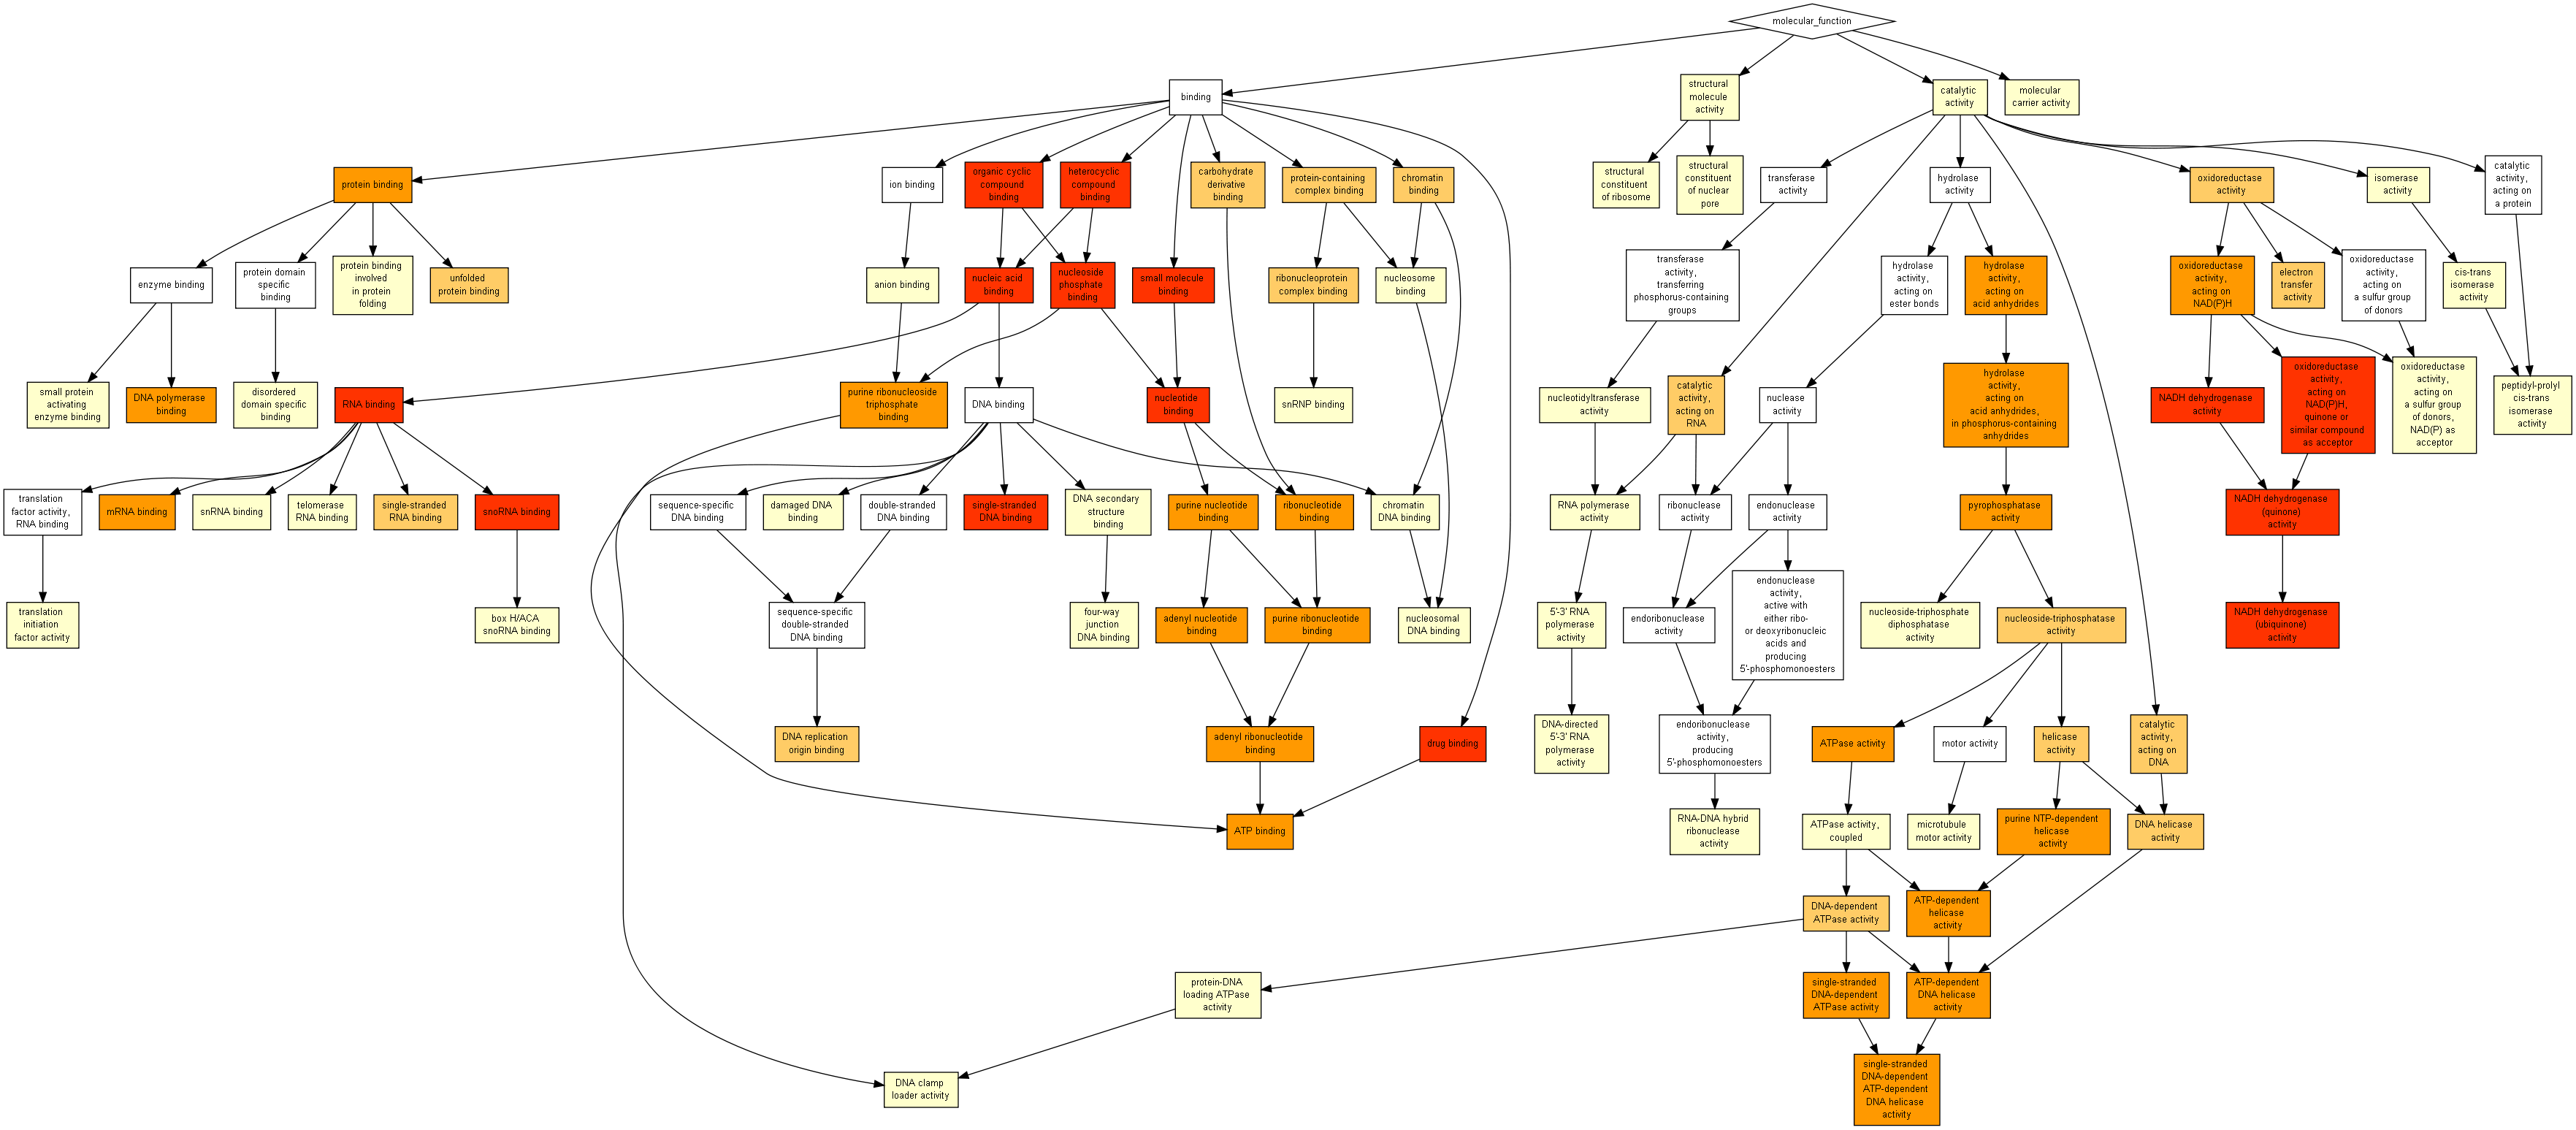 molecular_function
binding
structural
molecule
activity
catalytic
activity
molecular
carrier activity
protein binding
ion binding
organic cyclic
compound
binding
heterocyclic
compound
binding
carbohydrate
derivative
binding
protein-containing
complex binding
chromatin
binding
structural
constituent
of ribosome
structural
constituent
of nuclear
pore
transferase
activity
hydrolase
activity
oxidoreductase
activity
isomerase
activity
catalytic
activity,
acting on
a protein
enzyme binding
protein domain
specific
binding
protein binding
involved
in protein
folding
unfolded
protein binding
anion binding
nucleic acid
binding
nucleoside
phosphate
binding
small molecule
binding
ribonucleoprotein
complex binding
nucleosome
binding
transferase
activity,
transferring
phosphorus-containing
groups
hydrolase
activity,
acting on
ester bonds
hydrolase
activity,
acting on
acid anhydrides
oxidoreductase
activity,
acting on
NAD(P)H
electron
transfer
activity
oxidoreductase
activity,
acting on
a sulfur group
of donors
cis-trans
isomerase
activity
small protein
activating
enzyme binding
DNA polymerase
binding
disordered
domain specific
binding
RNA binding
purine ribonucleoside
triphosphate
binding
DNA binding
nucleotide
binding
snRNP binding
nucleotidyltransferase
activity
catalytic
activity,
acting on
RNA
nuclease
activity
hydrolase
activity,
acting on
acid anhydrides,
in phosphorus-containing
anhydrides
NADH dehydrogenase
activity
oxidoreductase
activity,
acting on
NAD(P)H,
quinone or
similar compound
as acceptor
oxidoreductase
activity,
acting on
a sulfur group
of donors,
NAD(P) as
acceptor
peptidyl-prolyl
cis-trans
isomerase
activity
translation
factor activity,
RNA binding
mRNA binding
snRNA binding
telomerase
RNA binding
single-stranded
RNA binding
snoRNA binding
sequence-specific
DNA binding
damaged DNA
binding
double-stranded
DNA binding
single-stranded
DNA binding
DNA secondary
structure
binding
purine nucleotide
binding
ribonucleotide
binding
chromatin
DNA binding
RNA polymerase
activity
ribonuclease
activity
endonuclease
activity
pyrophosphatase
activity
NADH dehydrogenase
(quinone)
activity
translation
initiation
factor activity
box H/ACA
snoRNA binding
sequence-specific
double-stranded
DNA binding
four-way
junction
DNA binding
adenyl nucleotide
binding
purine ribonucleotide
binding
nucleosomal
DNA binding
5'-3' RNA
polymerase
activity
endoribonuclease
activity
endonuclease
activity,
active with
either ribo-
or deoxyribonucleic
acids and
producing
5'-phosphomonoesters
nucleoside-triphosphate
diphosphatase
activity
nucleoside-triphosphatase
activity
NADH dehydrogenase
(ubiquinone)
activity
DNA replication
origin binding
adenyl ribonucleotide
binding
drug binding
DNA-directed
5'-3' RNA
polymerase
activity
endoribonuclease
activity,
producing
5'-phosphomonoesters
ATPase activity
motor activity
helicase
activity
catalytic
activity,
acting on
DNA
ATP binding
RNA-DNA hybrid
ribonuclease
activity
ATPase activity,
coupled
microtubule
motor activity
purine NTP-dependent
helicase
activity
DNA helicase
activity
DNA-dependent
ATPase activity
ATP-dependent
helicase
activity
protein-DNA
loading ATPase
activity
single-stranded
DNA-dependent
ATPase activity
ATP-dependent
DNA helicase
activity
DNA clamp
loader activity
single-stranded
DNA-dependent
ATP-dependent
DNA helicase
activity